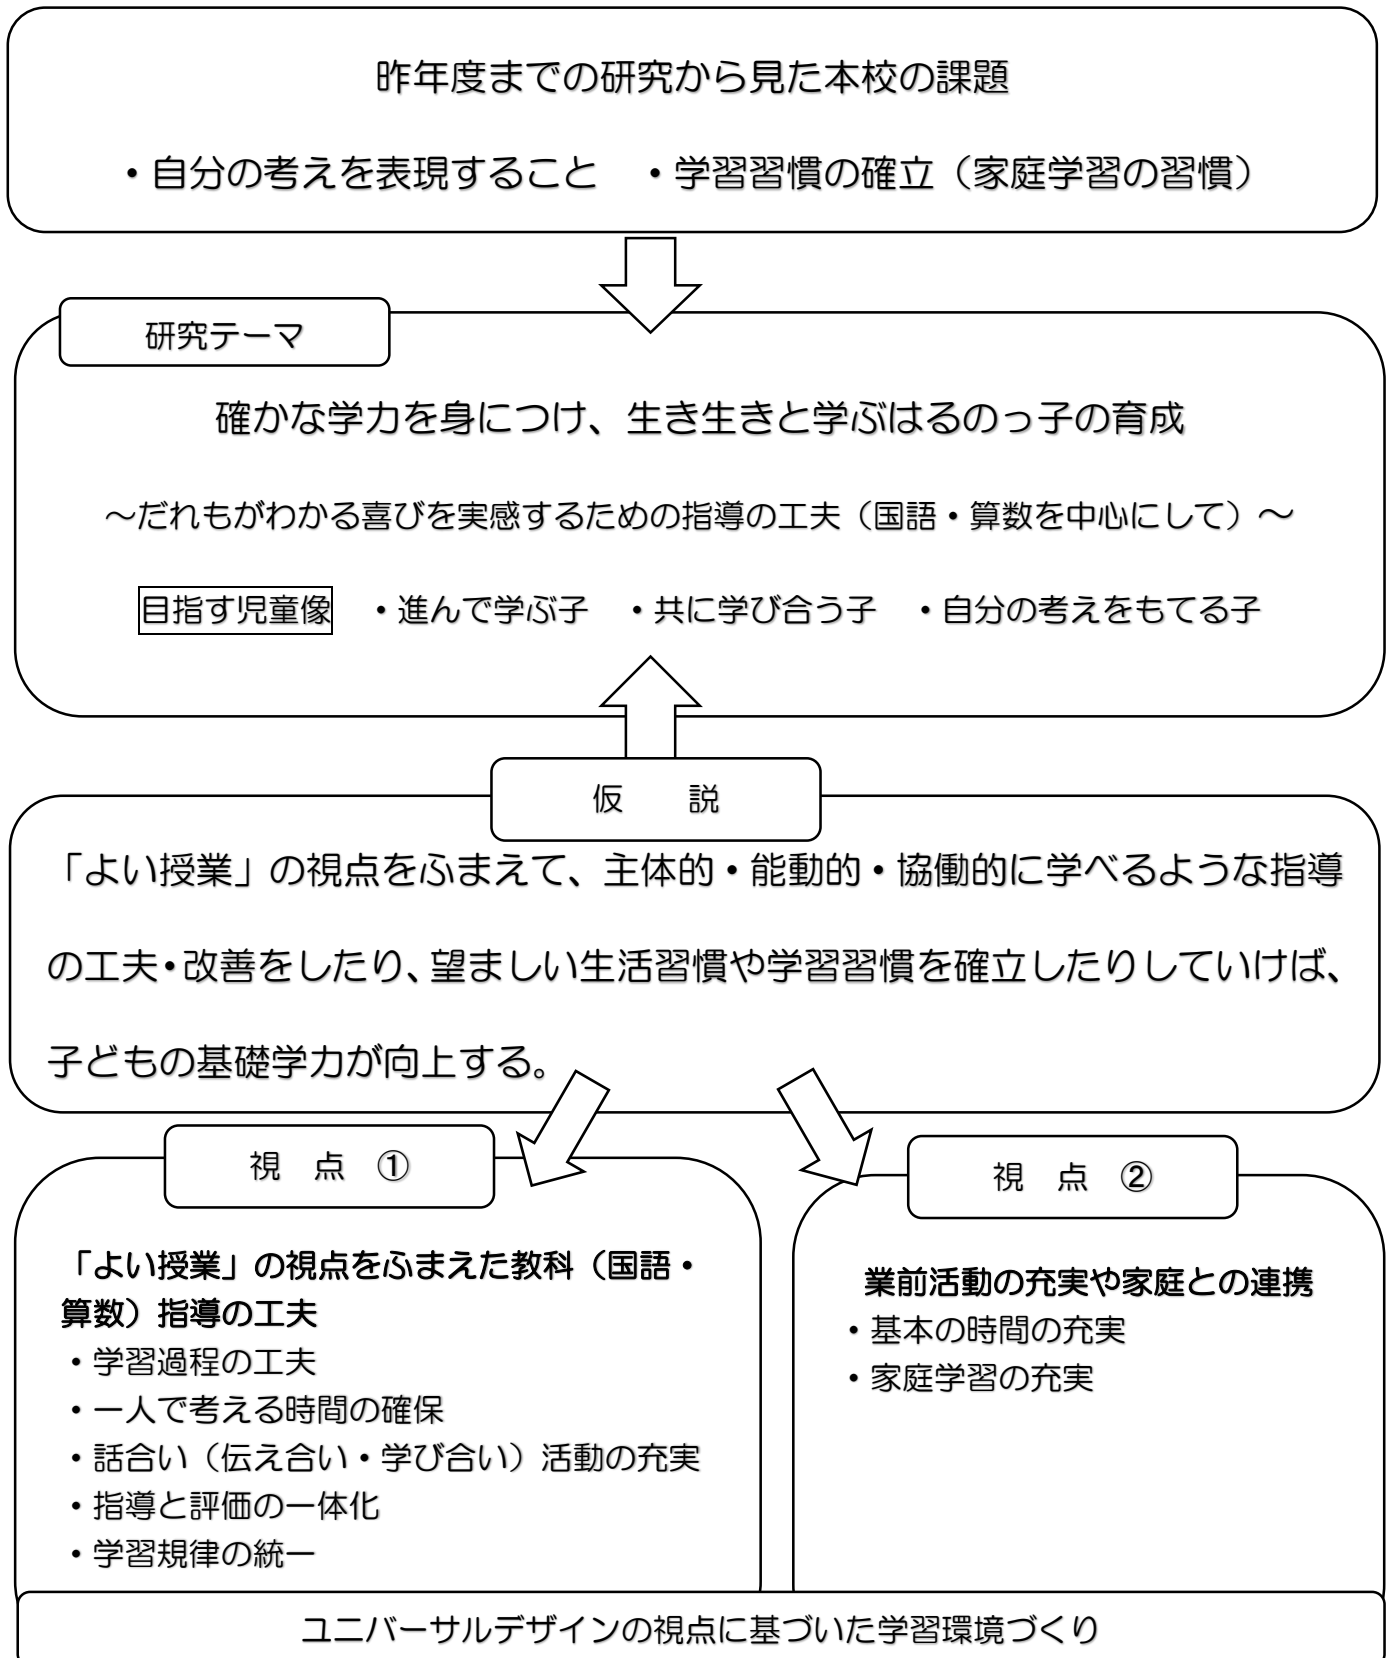 昨年度までの研究から見た本校の課題
・自分の考えを表現すること　・学習習慣の確立（家庭学習の習慣）
研究テーマ
確かな学力を身につけ、生き生きと学ぶはるのっ子の育成
～だれもがわかる喜びを実感するための指導の工夫（国語・算数を中心にして）～
目指す児童像　・進んで学ぶ子　・共に学び合う子　・自分の考えをもてる子
仮　　説
「よい授業」の視点をふまえて、主体的・能動的・協働的に学べるような指導
の工夫・改善をしたり、望ましい生活習慣や学習習慣を確立したりしていけば、
子どもの基礎学力が向上する。
視　点　①
「よい授業」の視点をふまえた教科（国語・
算数）指導の工夫
・学習過程の工夫
・一人で考える時間の確保
・話合い（伝え合い・学び合い）活動の充実
・指導と評価の一体化
・学習規律の統一
視　点　②
業前活動の充実や家庭との連携
・基本の時間の充実
・家庭学習の充実
ユニバーサルデザインの視点に基づいた学習環境づくり